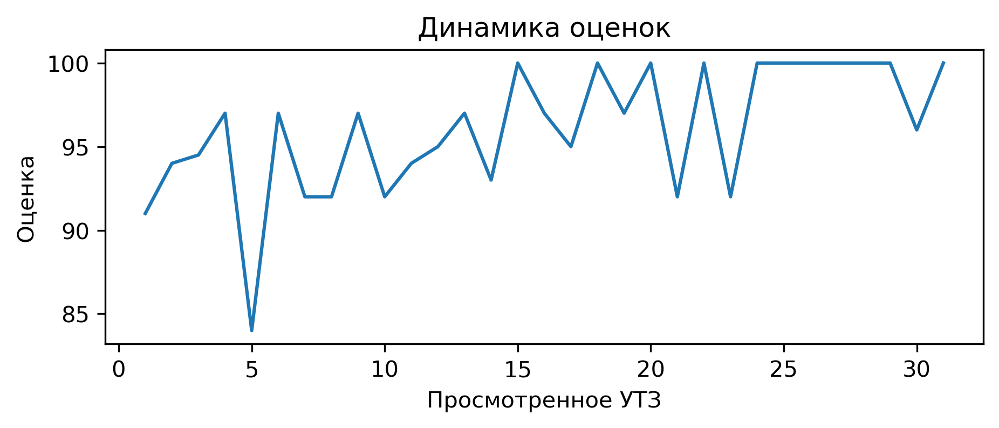 Динамика оценок
100
95
90
85
Оценка
0 5 10 15 20 25 30
Просмотренное УТЗ